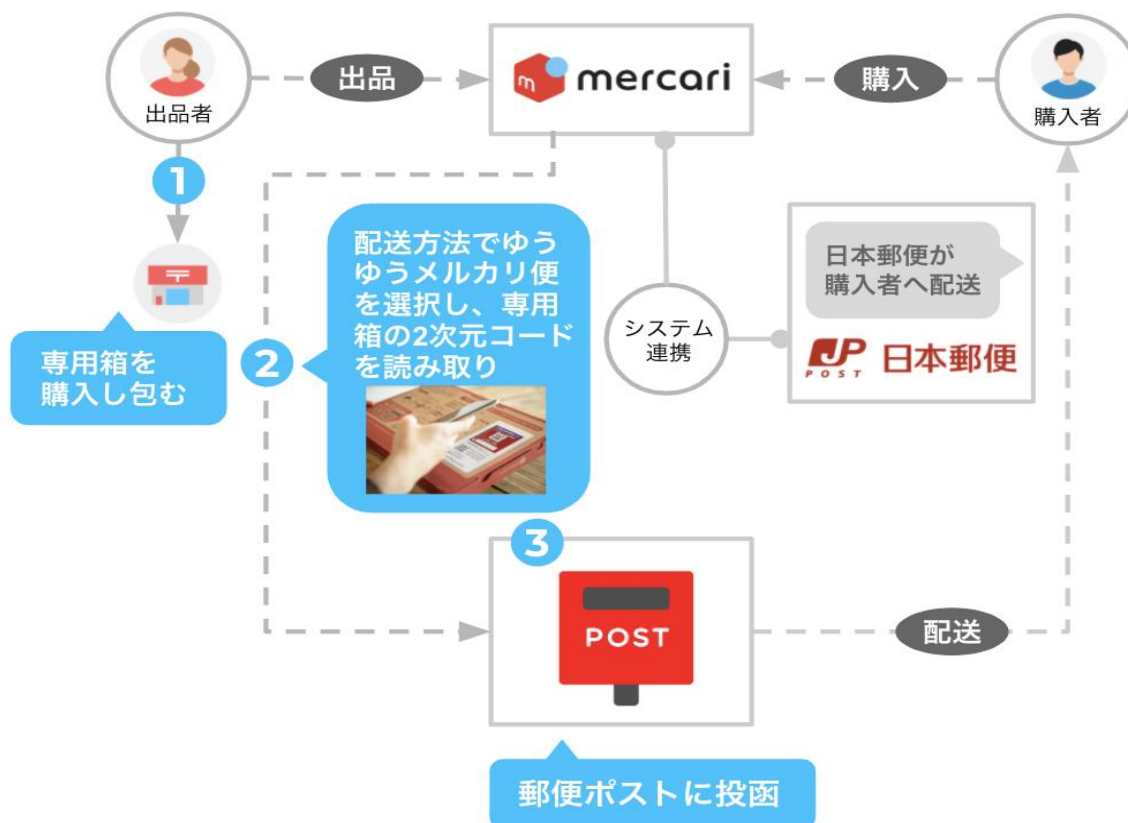 出品者
出品
m mercari
購入
購入者
1
専用箱を
購入し包む
2
配送方法でゆう
ゆうメルカリ便
を選択し、専用
箱の2次元コード
を読み取り
システム
連携
日本郵便が
購入者へ配送
JP
POST
日本郵便
3
POST
配送
郵便ポストに投函